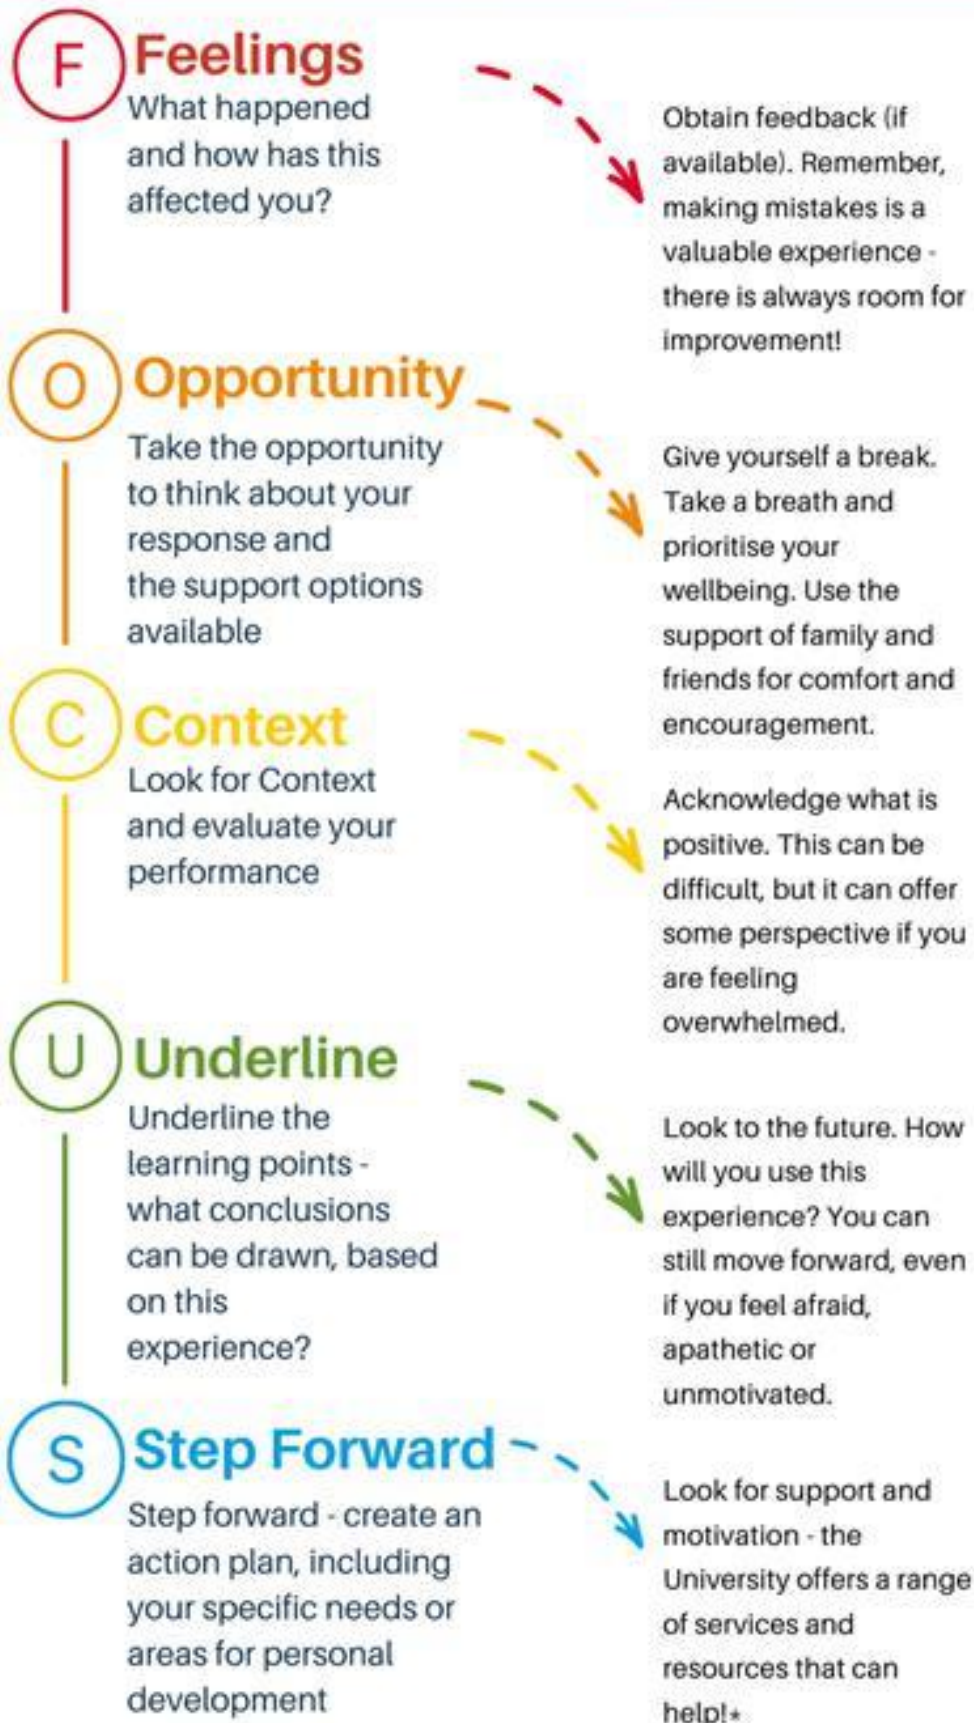 F
Feelings
What happened
and how has this
affected you?
Obtain feedback (if
available). Remember,
making mistakes is a
valuable experience -
there is always room for
improvement!
O
Opportunity
Take the opportunity
to think about your
response and
the support options
available
Give yourself a break.
Take a breath and
prioritise your
wellbeing. Use the
support of family and
friends for comfort and
encouragement.
C
Context
Look for Context
and evaluate your
performance
Acknowledge what is
positive. This can be
difficult, but it can offer
some perspective if you
are feeling
overwhelmed.
U
Underline
Underline the
learning points -
what conclusions
can be drawn, based
on this
experience?
Look to the future. How
will you use this
experience? You can
still move forward, even
if you feel afraid,
apathetic or
unmotivated.
S
Step Forward
Step forward - create an
action plan, including
your specific needs or
areas for personal
development
Look for support and
motivation - the
University offers a range
of services and
resources that can
help!*